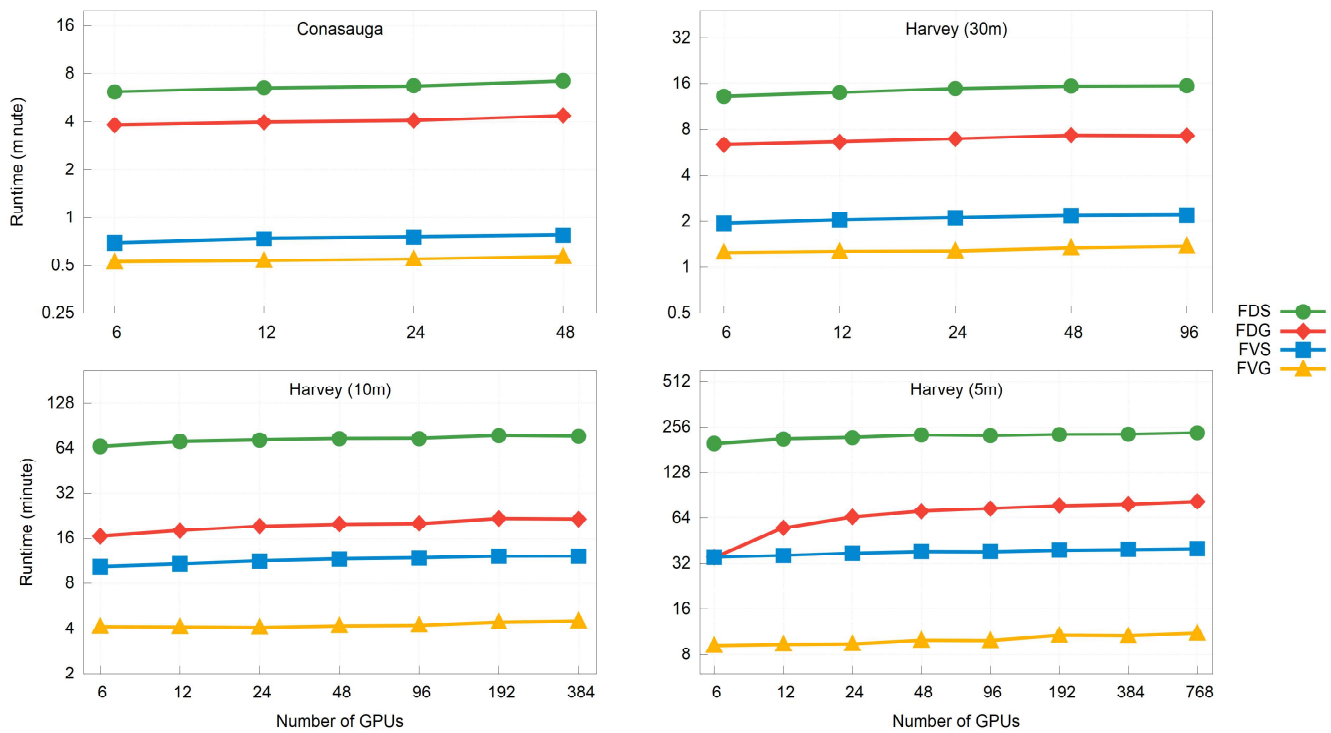 Conasauga
16
8
4
2
1
0.5
0.25
Runtime (m nute)
6 12 24 48
Harvey (30m)
32
16
8
4
2
1
0.5
6 12 24 48 96
FDS
FDG
FVS
FVG
Harvey (10m)
128
64
32
16
8
4
2
Runtime (minute)
6 12 24 48 96 192 384
Number of GPUs
Harvey (5m)
512
256
128
64
32
16
8
6 12 24 48 96 192 384 768
Number of GPUs